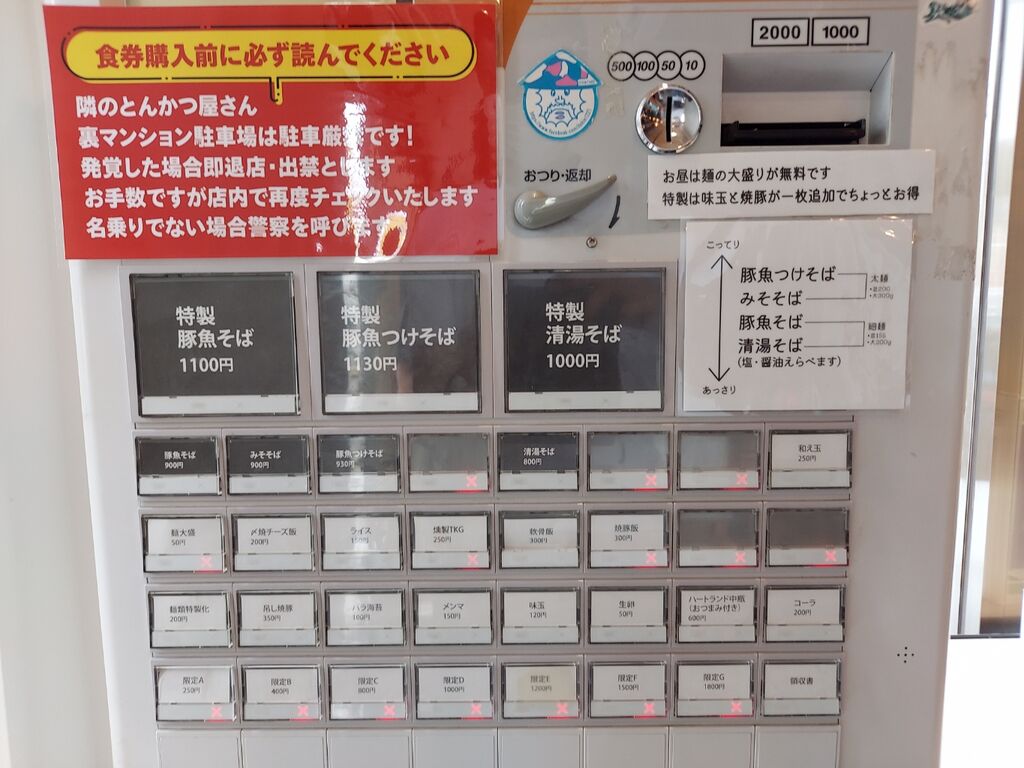 食券購入前に必ず読んでください
隣のとんかつ屋さん
裏マンション駐車場は駐車厳禁です!
発覚した場合即退店・出禁とします
お手数ですが店内で再度チェックいたします
名乗りでない場合警察を呼びます
2000 1000
500 100 50 10
おつり・返却
お昼は麺の大盛りが無料です
特製は味玉と焼豚が一枚追加でちょっとお得
こってり
豚魚つけそば
みそそば
太麺
豚魚そば
清湯そば
細麺
(塩・醤油えらべます)
あっさり
特製
豚魚そば
1100円
特製
豚魚つけそば
1130円
特製
清湯そば
1000円
豚魚そば
900円
みそそば
900円
豚魚つけそば
930円
清湯そば
800円
和え玉
250円
麺大盛
50円
〆焼チーズ飯
200円
ライス
燻製TKG
250円
軟骨飯
300円
焼豚飯
300円
麺類特製化
200円
吊し焼豚
350円
バラ海苔
100円
メンマ
150円
味玉
120円
生卵
50円
ハートランド中瓶
(おつまみ付き)
600円
コーラ
200円
限定A
250円
限定B
400円
限定C
800円
限定D
1000円
限定E
1200円
限定F
1500円
限定G
1800円
領収書